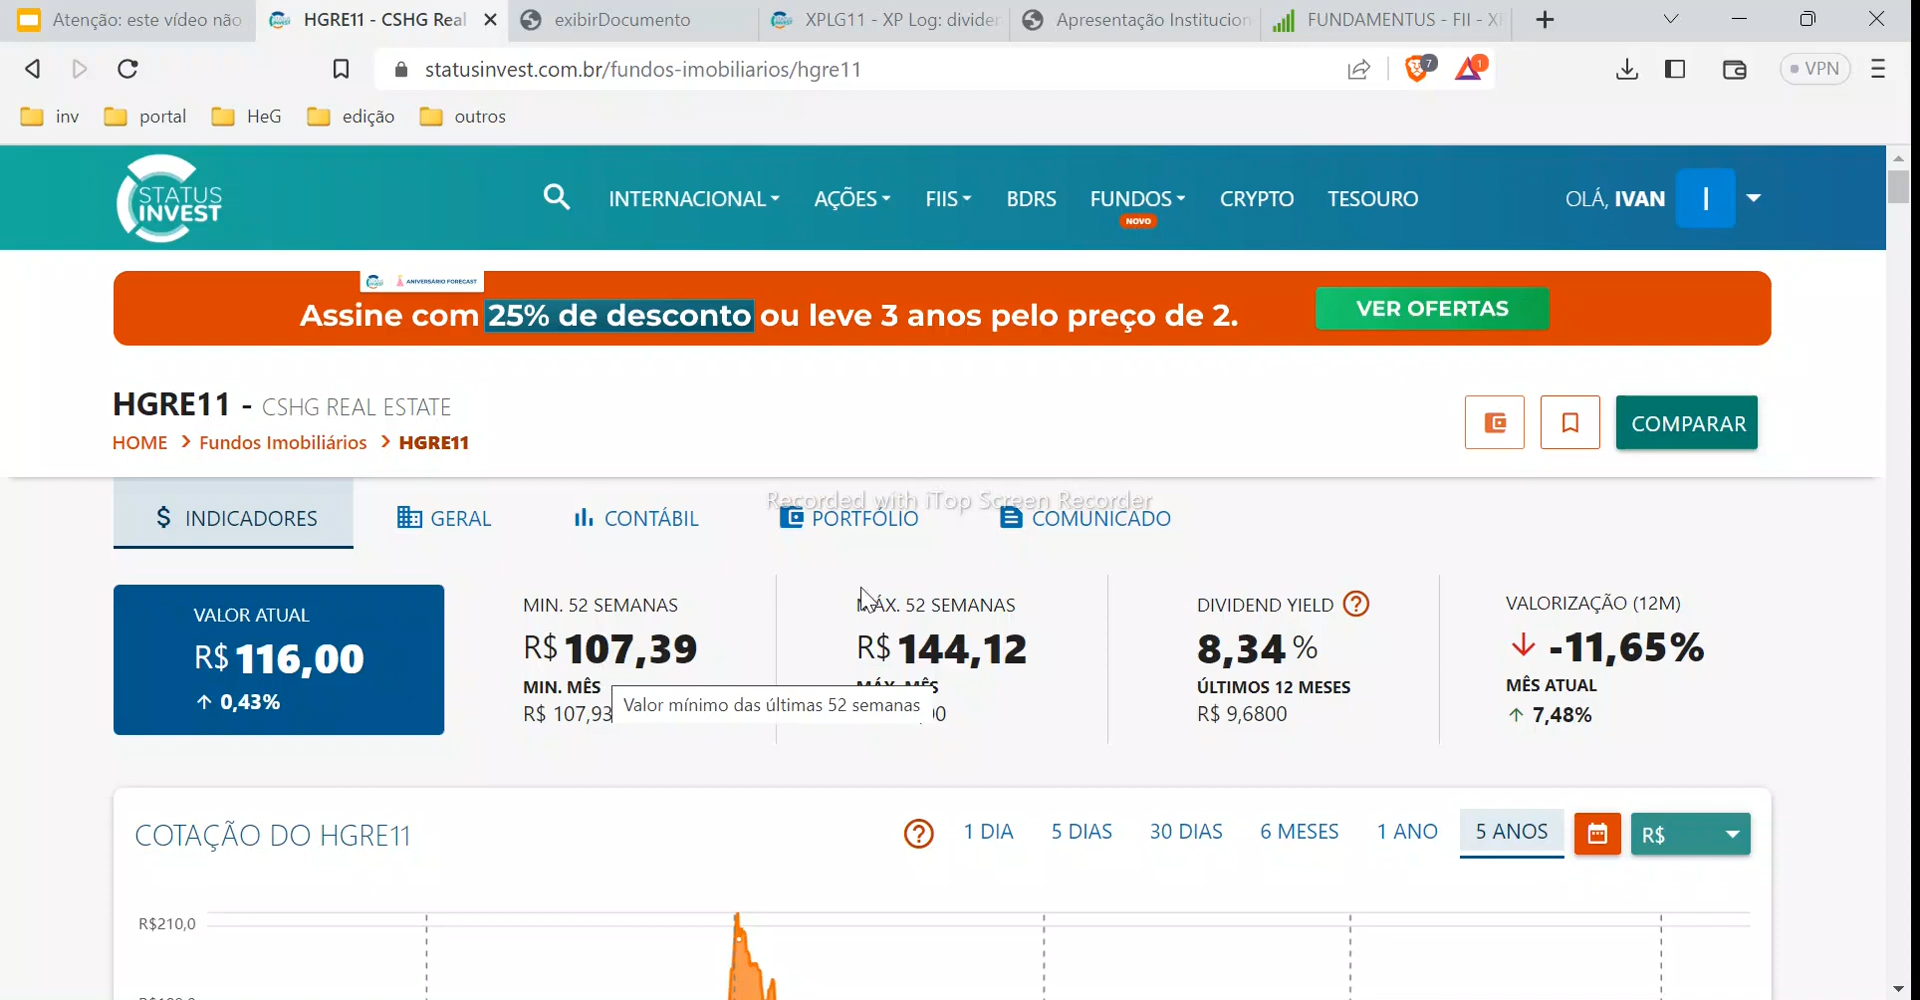 Atenção: este vídeo não
HGRE11 - CSHG Real
exibirDocumento
XPLG11 - XP Log: divider
Apresentação Institucion
FUNDAMENTUS - FII - XP
statusinvest.com.br/fundos-imobiliarios/hgre11
7
1
VPN
inv
portal
HeG
edição
outros
STATUS
INVEST
INTERNACIONAL
AÇÕES
FIIS
BDRS
FUNDOS
NOVO
CRYPTO
TESOURO
OLÁ, IVAN
I
ANIVERSÁRIO FORECAST
Assine com 25% de desconto ou leve 3 anos pelo preço de 2.
VER OFERTAS
HGRE11 - CSHG REAL ESTATE
HOME > Fundos Imobiliários > HGRE11
COMPARAR
Recorded with iTop Screen Recorder
$ INDICADORES
GERAL
CONTÁBIL
PORTFÓLIO
COMUNICADO
VALOR ATUAL
R$ 116,00
↑ 0,43%
MIN. 52 SEMANAS
R$ 107,39
MIN. MÊS
R$ 107,93
Valor mínimo das últimas 52 semanas
MÁX. 52 SEMANAS
R$ 144,12
MÁX. MÊS
DIVIDEND YIELD ?
8,34 %
ÚLTIMOS 12 MESES
R$ 9,6800
VALORIZAÇÃO (12M)
↓ -11,65%
MÊS ATUAL
↑ 7,48%
COTAÇÃO DO HGRE11
?
1 DIA
5 DIAS
30 DIAS
6 MESES
1 ANO
5 ANOS
R$
R$210,0